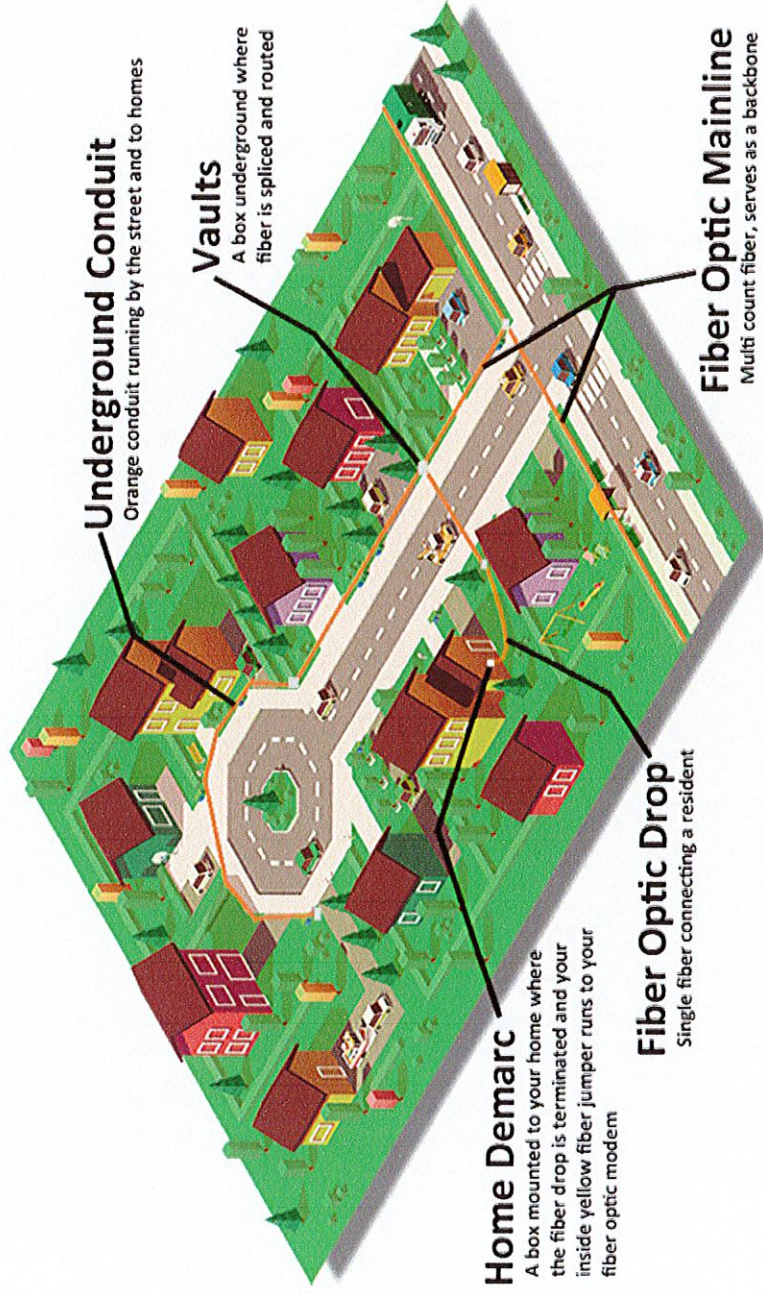 Underground Conduit
Orange conduit running by the street and to homes
Vaults
A box underground where
fiber is spliced and routed
Home Demarc
A box mounted to your home where
the fiber drop is terminated and your
inside yellow fiber jumper runs to your
fiber optic modem
Fiber Optic Drop
Single fiber connecting a resident
Fiber Optic Mainline
Multi count fiber, serves as a backbone